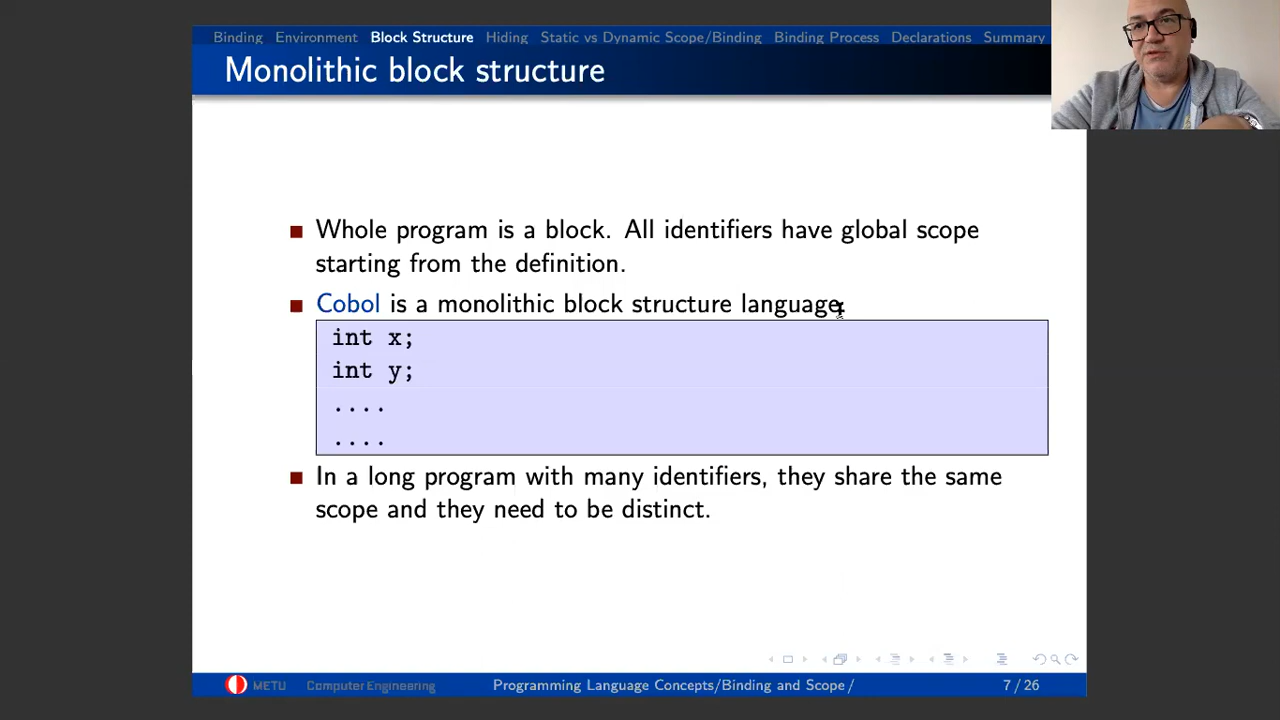 Binding Environment Block Structure Hiding Static vs Dynamic Scope/Binding Binding Process Declarations Summary
Monolithic block structure
Whole program is a block. All identifiers have global scope
starting from the definition.
Cobol is a monolithic block structure language
int x;
int y;
....
....
In a long program with many identifiers, they share the same
scope and they need to be distinct.
METU Computer Engineering Programming Language Concepts/Binding and Scope / 7 / 26